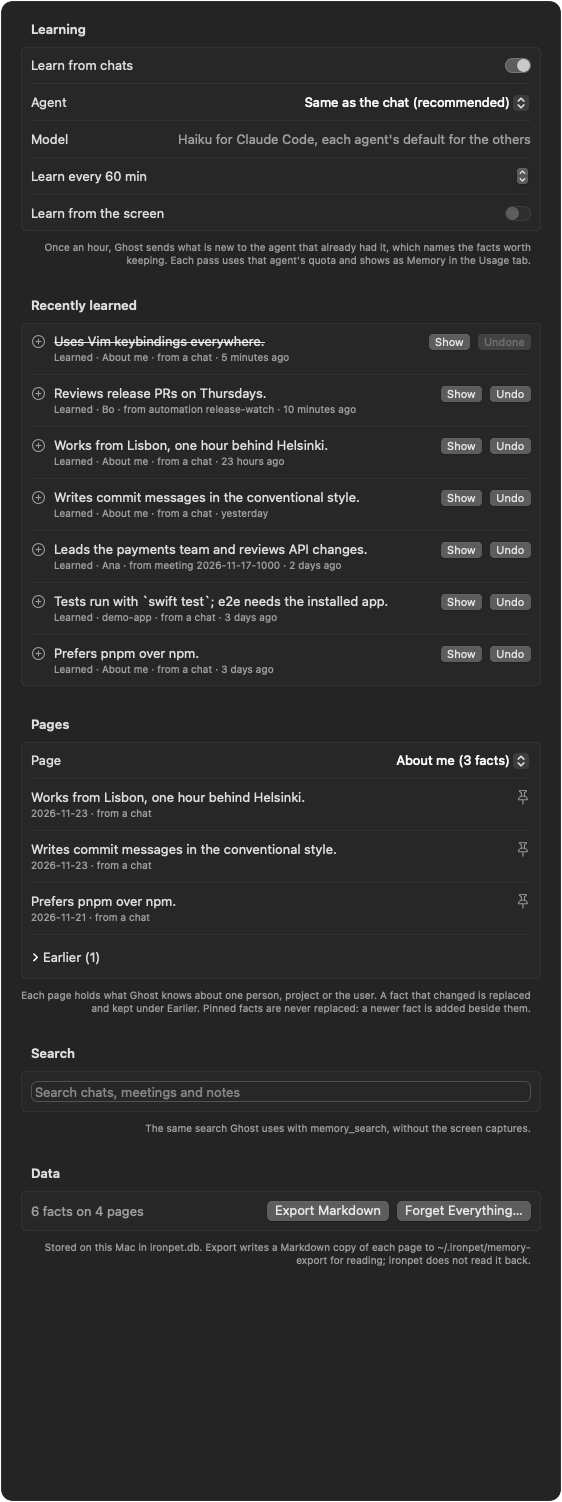 Learning
Learn from chats
Agent
Same as the chat (recommended)
Model
Haiku for Claude Code, each agent's default for the others
Learn every 60 min
Learn from the screen
Once an hour, Ghost sends what is new to the agent that already had it, which names the facts worth
keeping. Each pass uses that agent's quota and shows as Memory in the Usage tab.
Recently learned
Uses Vim keybindings everywhere.
Show
Undone
Learned · About me · from a chat · 5 minutes ago
Reviews release PRs on Thursdays.
Show
Undo
Learned · Bo · from automation release-watch · 10 minutes ago
Works from Lisbon, one hour behind Helsinki.
Show
Undo
Learned · About me · from a chat · 23 hours ago
Writes commit messages in the conventional style.
Show
Undo
Learned · About me · from a chat · yesterday
Leads the payments team and reviews API changes.
Show
Undo
Learned · Ana · from meeting 2026-11-17-1000 · 2 days ago
Tests run with `swift test`; e2e needs the installed app.
Show
Undo
Learned · demo-app · from a chat · 3 days ago
Prefers pnpm over npm.
Show
Undo
Learned · About me · from a chat · 3 days ago
Pages
Page
About me (3 facts)
Works from Lisbon, one hour behind Helsinki.
2026-11-23 · from a chat
Writes commit messages in the conventional style.
2026-11-23 · from a chat
Prefers pnpm over npm.
2026-11-21 · from a chat
Earlier (1)
Each page holds what Ghost knows about one person, project or the user. A fact that changed is replaced
and kept under Earlier. Pinned facts are never replaced: a newer fact is added beside them.
Search
Search chats, meetings and notes
The same search Ghost uses with memory_search, without the screen captures.
Data
6 facts on 4 pages
Export Markdown
Forget Everything...
Stored on this Mac in ironpet.db. Export writes a Markdown copy of each page to ~/.ironpet/memory-
export for reading; ironpet does not read it back.